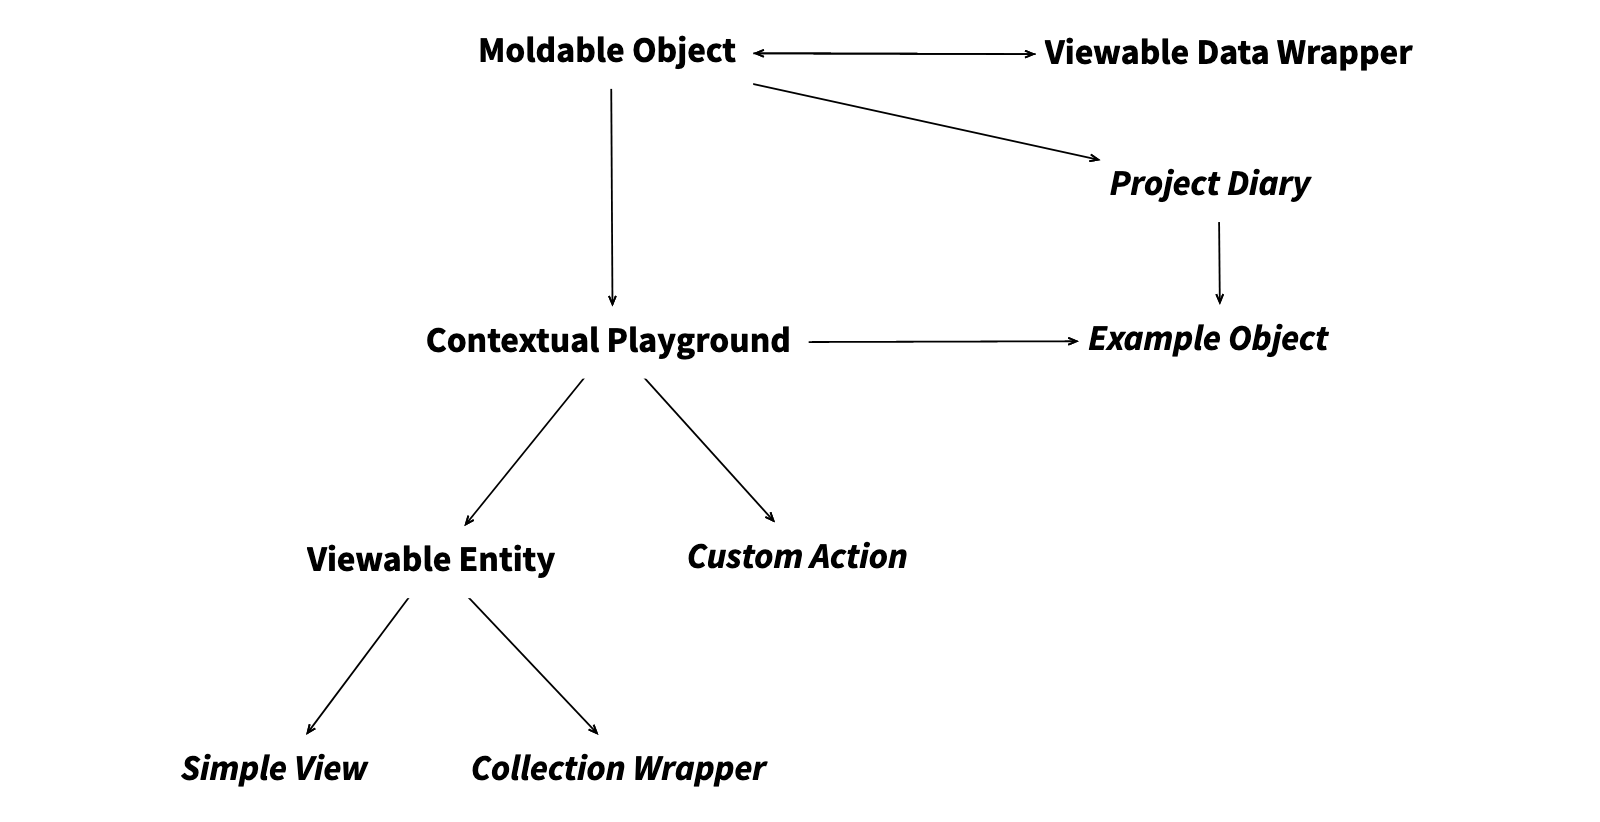 Moldable Object
Viewable Data Wrapper
Project Diary
Contextual Playground
Example Object
Viewable Entity
Custom Action
Simple View
Collection Wrapper